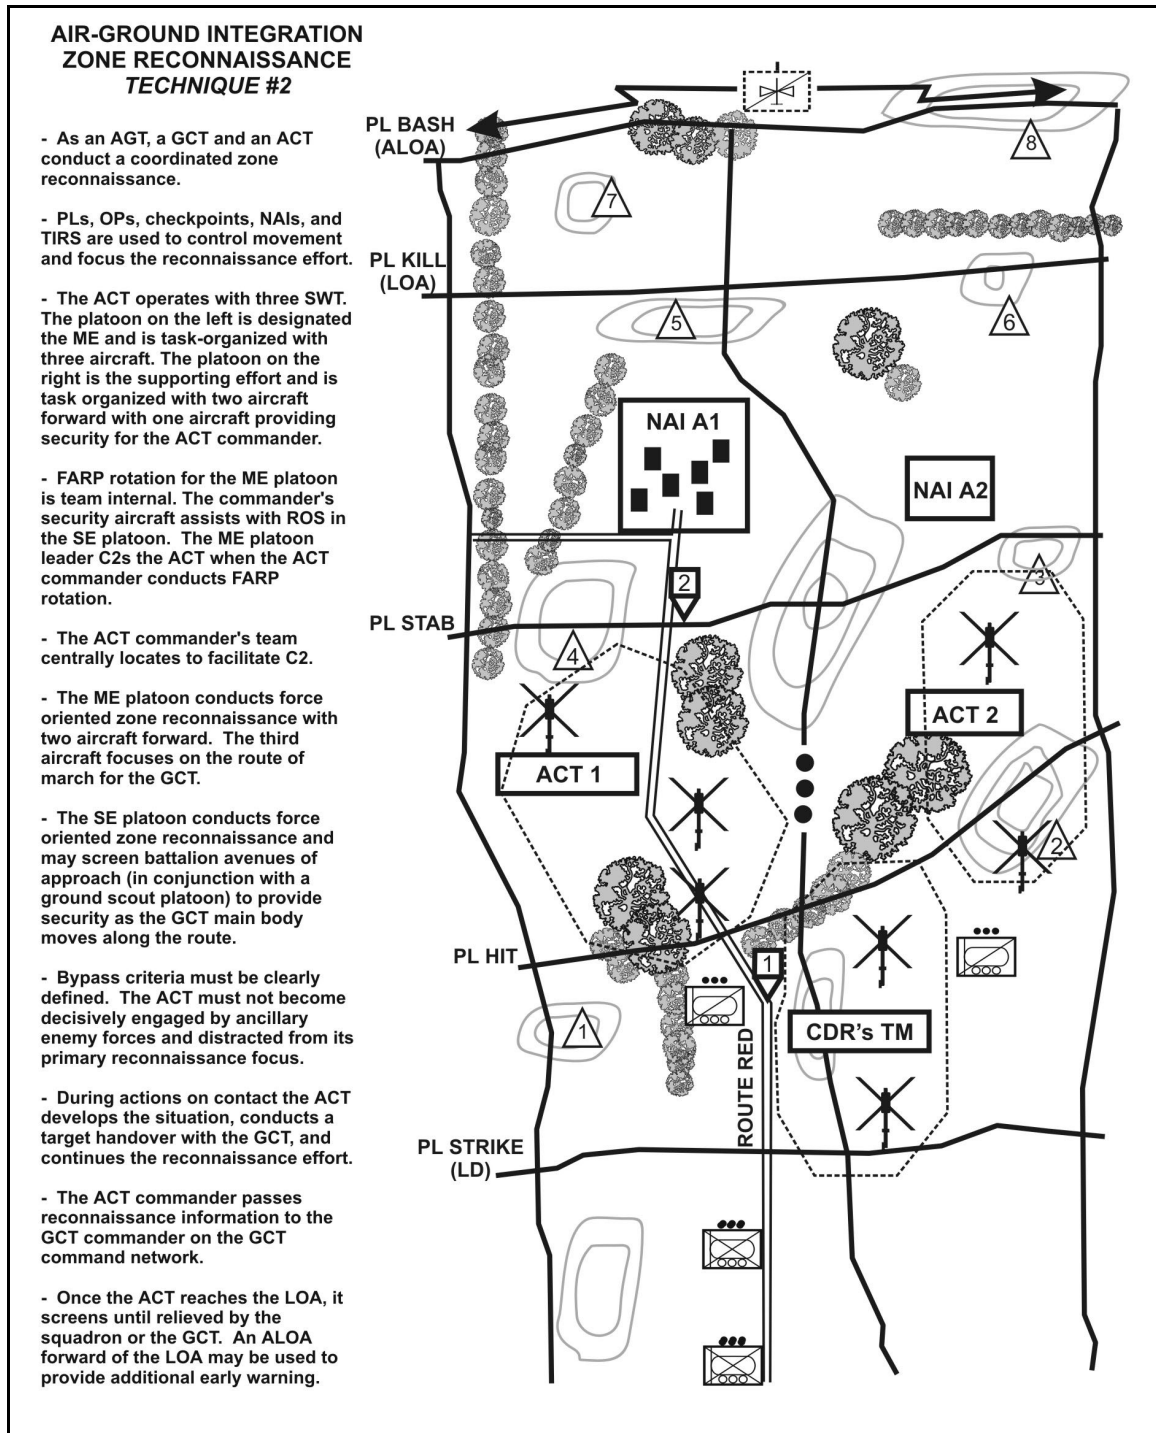 AIR-GROUND INTEGRATION
ZONE RECONNAISSANCE
TECHNIQUE #2
- As an AGT, a GCT and an ACT
conduct a coordinated zone
reconnaissance.
- PLs, OPs, checkpoints, NAIs, and
TIRS are used to control movement
and focus the reconnaissance effort.
- The ACT operates with three SWT.
The platoon on the left is designated
the ME and is task-organized with
three aircraft. The platoon on the
right is the supporting effort and is
task organized with two aircraft
forward with one aircraft providing
security for the ACT commander.
- FARP rotation for the ME platoon
is team internal. The commander's
security aircraft assists with ROS in
the SE platoon. The ME platoon
leader C2s the ACT when the ACT
commander conducts FARP
rotation.
- The ACT commander's team
centrally locates to facilitate C2.
- The ME platoon conducts force
oriented zone reconnaissance with
two aircraft forward. The third
aircraft focuses on the route of
march for the GCT.
- The SE platoon conducts force
oriented zone reconnaissance and
may screen battalion avenues of
approach (in conjunction with a
ground scout platoon) to provide
security as the GCT main body
moves along the route.
- Bypass criteria must be clearly
defined. The ACT must not become
decisively engaged by ancillary
enemy forces and distracted from its
primary reconnaissance focus.
- During actions on contact the ACT
develops the situation, conducts a
target handover with the GCT, and
continues the reconnaissance effort.
- The ACT commander passes
reconnaissance information to the
GCT commander on the GCT
command network.
- Once the ACT reaches the LOA, it
screens until relieved by the
squadron or the GCT. An ALOA
forward of the LOA may be used to
provide additional early warning.
PL BASH
(ALOA)
8
7
PL KILL
(LOA)
5
6
NAI A1
NAI A2
2
3
PL STAB
4
ACT 2
ACT 1
2
PL HIT
1
1
CDR's TM
ROUTE RED
PL STRIKE
(LD)